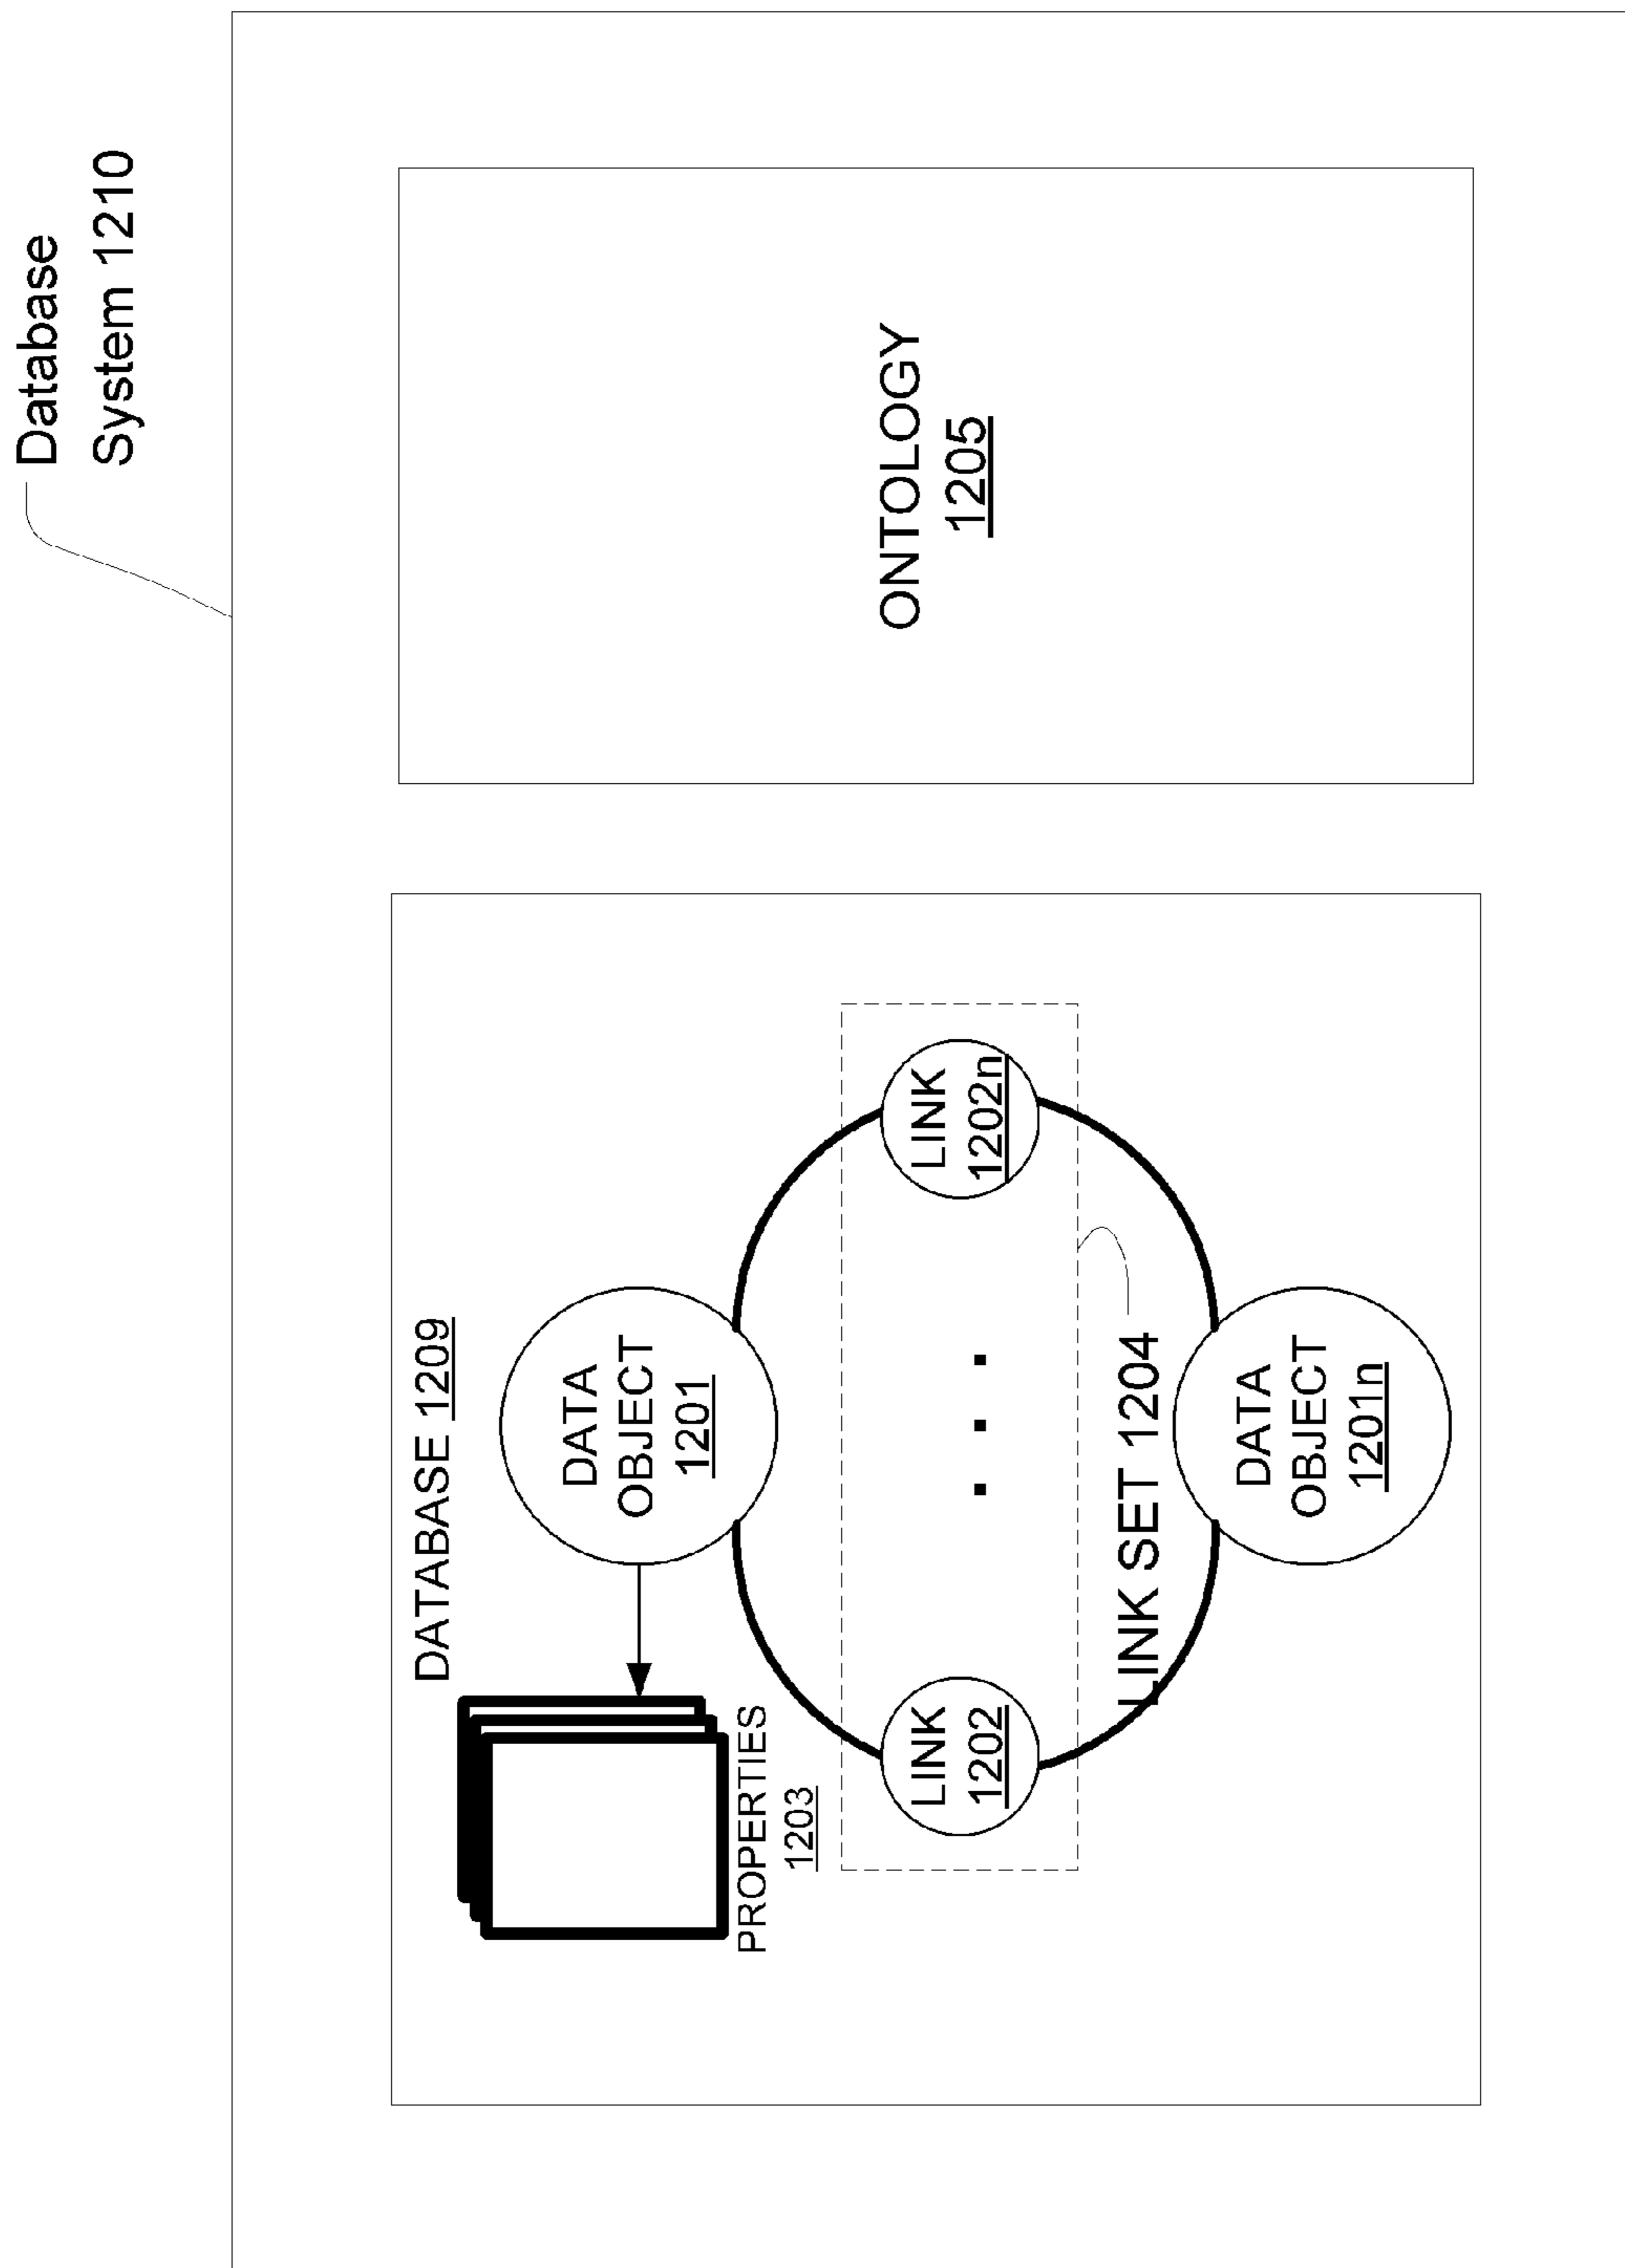 Database
System 1210
DATABASE 1209
PROPERTIES
1203
DATA
OBJECT
1201
LINK
1202
. . .
LINK
1202n
LINK SET 1204
DATA
OBJECT
1201n
ONTOLOGY
1205